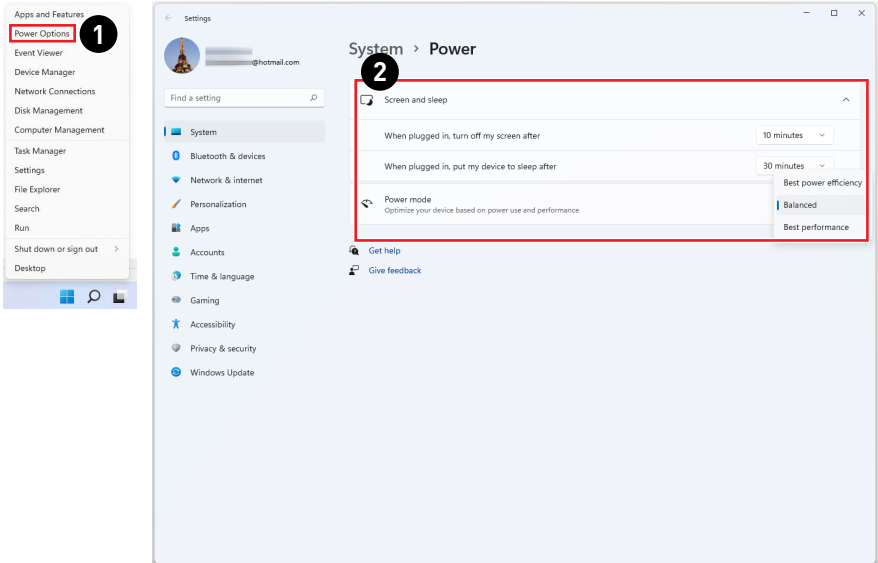 Apps and Features
Power Options
1
Event Viewer
Device Manager
Network Connections
Disk Management
Computer Management
Task Manager
Settings
File Explorer
Search
Run
Shut down or sign out
Desktop
Settings
@hotmail.com
Find a setting
System
Bluetooth & devices
Network & internet
Personalization
Apps
Accounts
Time & language
Gaming
Accessibility
Privacy & security
Windows Update
System > Power
2
Screen and sleep
When plugged in, turn off my screen after
10 minutes
When plugged in, put my device to sleep after
30 minutes
Power mode
Optimize your device based on power use and performance
Best power efficiency
Balanced
Best performance
Get help
Give feedback